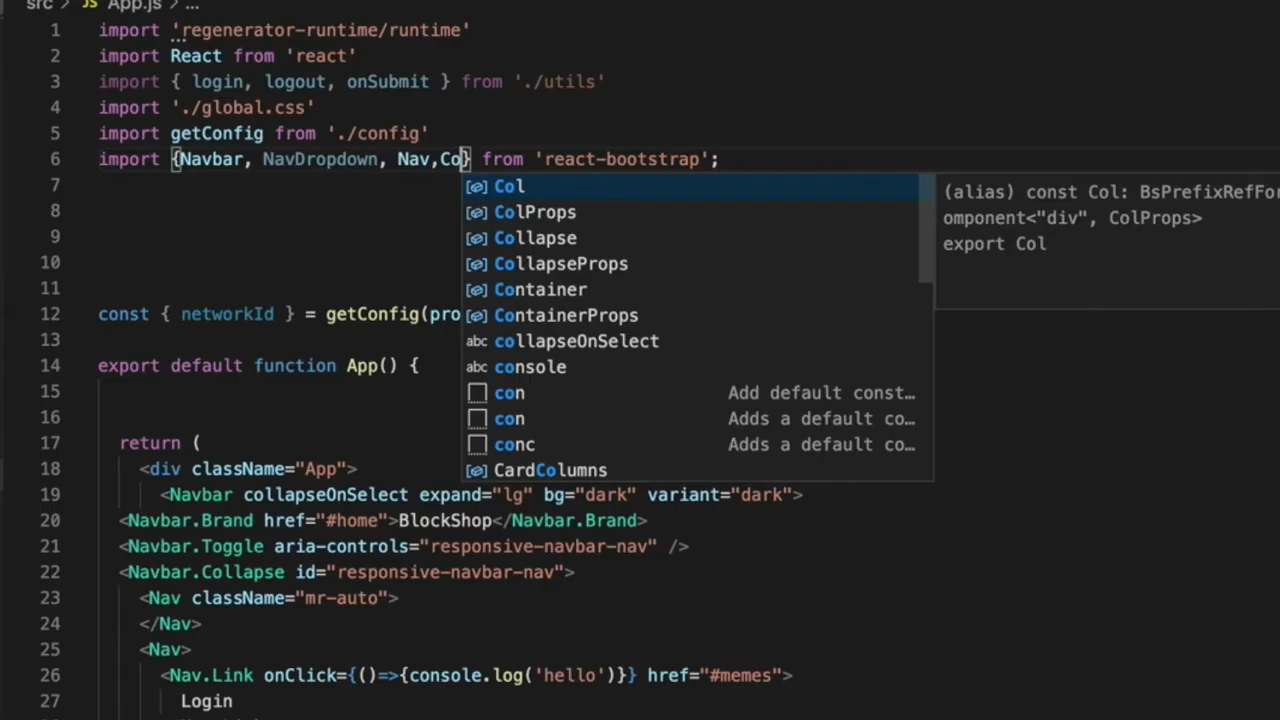 src > JS App.js > ...
1 import 'regenerator-runtime/runtime'
2 import React from 'react'
3 import { login, logout, onSubmit } from './utils'
4 import './global.css'
5 import getConfig from './config'
6 import {Navbar, NavDropdown, Nav,Co} from 'react-bootstrap';
7 Col (alias) const Col: BsPrefixRefFor
8 ColProps omponent<"div", ColProps>
9 Collapse export Col
10 CollapseProps
11 Container
12 const { networkId } = getConfig(pro ContainerProps
13 abc collapseOnSelect
14 export default function App() { abc console
15 con Add default const…
16 con Adds a default co…
17 return ( conc Adds a default co…
18 <div className="App"> CardColumns
19 <Navbar collapseOnSelect expand="lg" bg="dark" variant="dark">
20 <Navbar.Brand href="#home">BlockShop</Navbar.Brand>
21 <Navbar.Toggle aria-controls="responsive-navbar-nav" />
22 <Navbar.Collapse id="responsive-navbar-nav">
23 <Nav className="mr-auto">
24 </Nav>
25 <Nav>
26 <Nav.Link onClick={()=>{console.log('hello')}} href="#memes">
27 Login